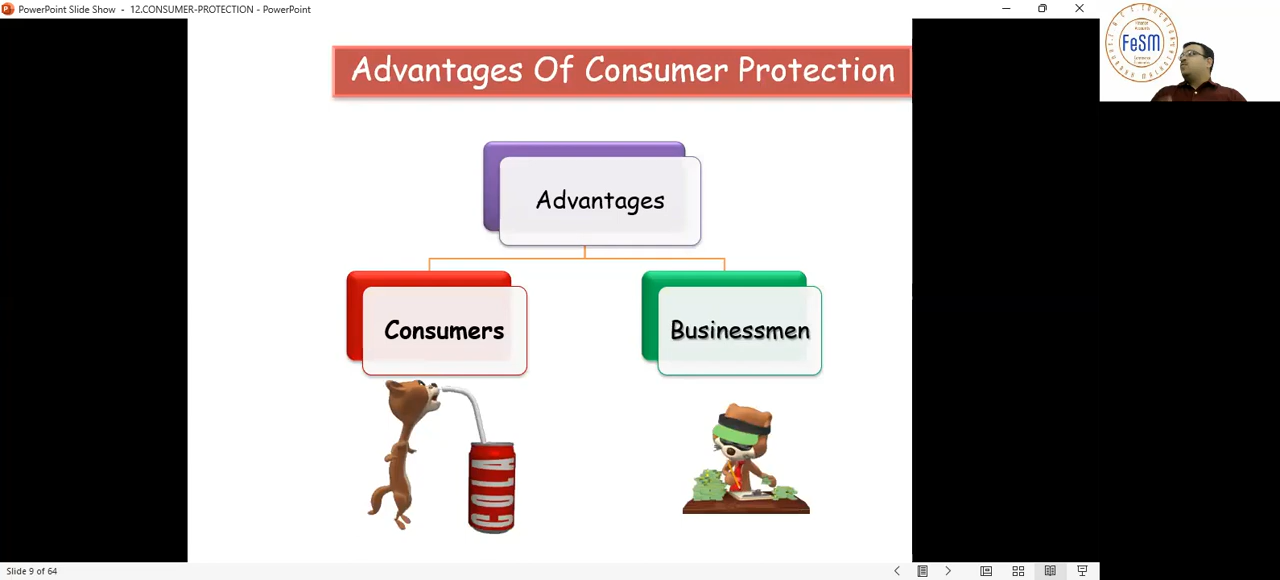 PowerPoint Slide Show - 12.CONSUMER-PROTECTION - PowerPoint
Advantages Of Consumer Protection
Advantages
Consumers
Businessmen
COLA
FeSM
Slide 9 of 64